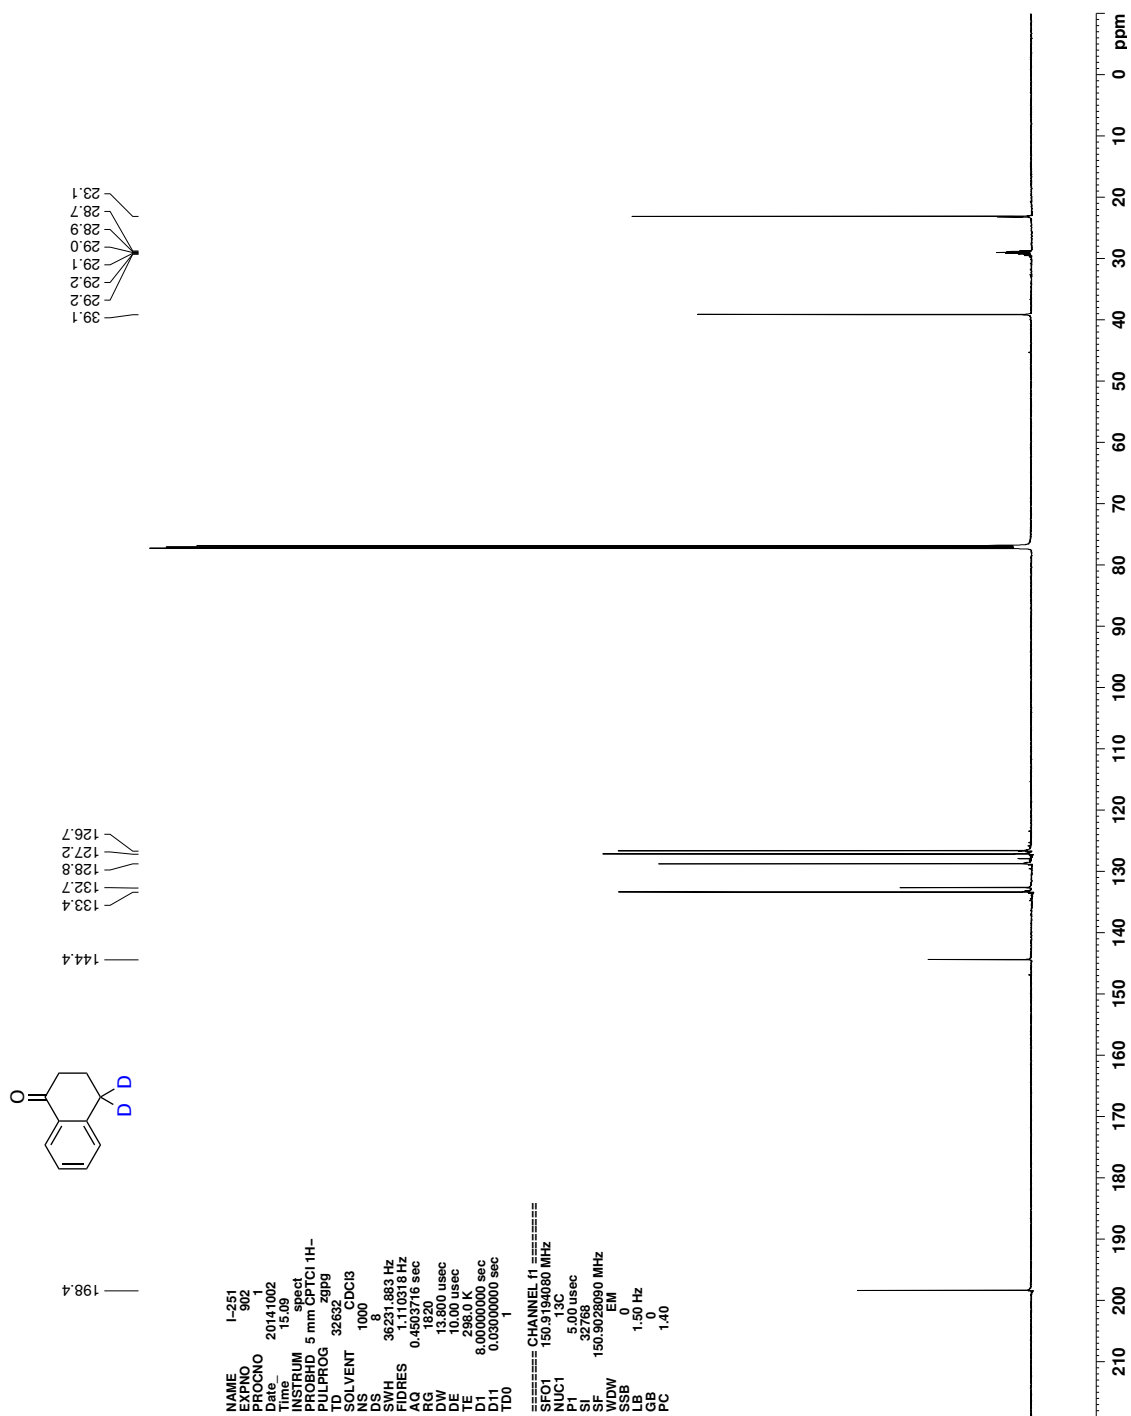 198.4
144.4
133.4
132.7
128.8
127.2
126.7
39.1
29.2
29.2
29.1
29.0
28.9
28.7
23.1
O
D
D
NAME I-251
EXPNO 902
PROCNO 1
Date_ 20141002
Time 15.09
INSTRUM spect
PROBHD 5 mm CPTCI 1H-
PULPROG zgpg
TD 32632
SOLVENT CDCl3
NS 1000
DS 8
SWH 36231.883 Hz
FIDRES 1.110318 Hz
AQ 0.4503716 sec
RG 1820
DW 13.800 usec
DE 10.00 usec
TE 298.0 K
D1 8.00000000 sec
D11 0.03000000 sec
TD0 1
======== CHANNEL f1 ========
SFO1 150.9194080 MHz
NUC1 13C
P1 5.00 usec
SI 32768
SF 150.9028090 MHz
WDW EM
SSB 0
LB 1.50 Hz
GB 0
PC 1.40
210 200 190 180 170 160 150 140 130 120 110 100 90 80 70 60 50 40 30 20 10 0 ppm